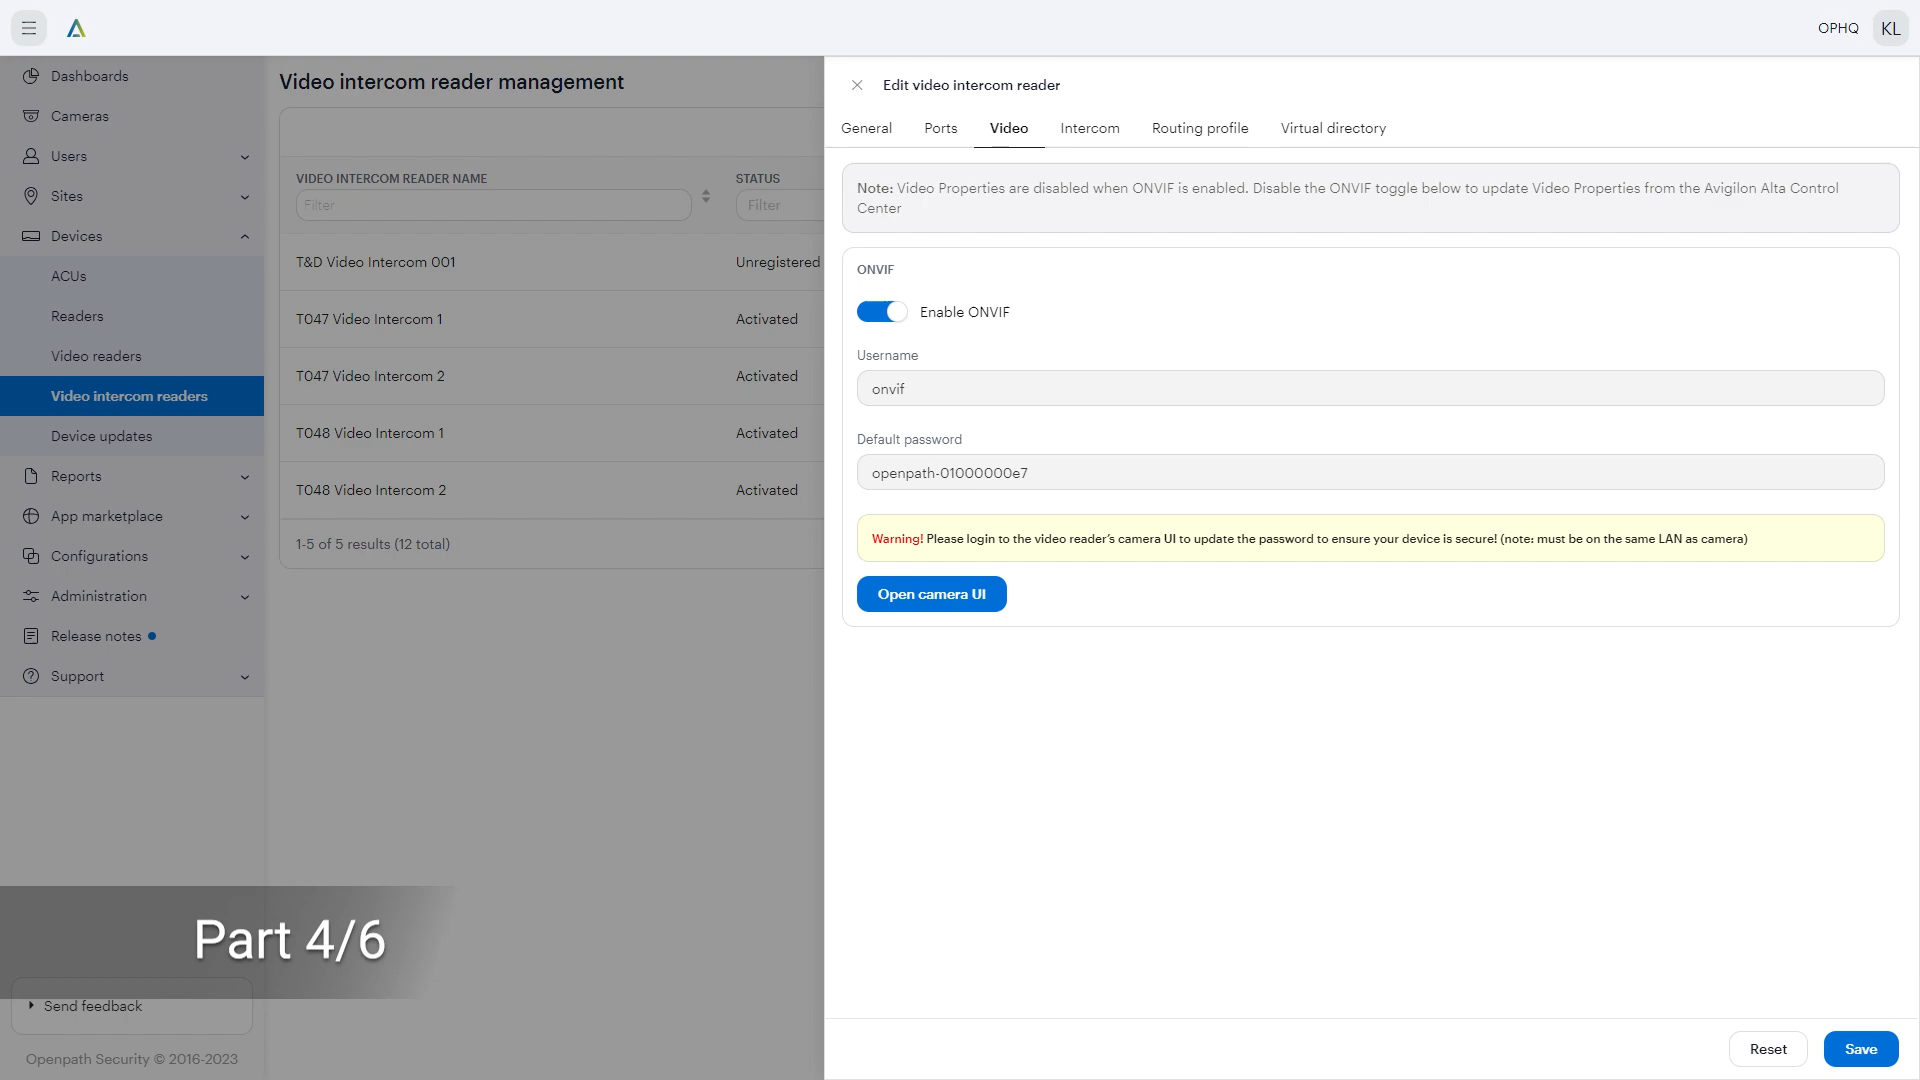 OPHQ
KL
Dashboards
Cameras
Users
Sites
Devices
ACUs
Readers
Video readers
Video intercom readers
Device updates
Reports
App marketplace
Configurations
Administration
Release notes
Support
Part 4/6
Send feedback
Openpath Security © 2016-2023
Video intercom reader management
VIDEO INTERCOM READER NAME
STATUS
Filter
Filter
T&D Video Intercom 001
Unregistered
T047 Video Intercom 1
Activated
T047 Video Intercom 2
Activated
T048 Video Intercom 1
Activated
T048 Video Intercom 2
Activated
1-5 of 5 results (12 total)
Edit video intercom reader
General
Ports
Video
Intercom
Routing profile
Virtual directory
Note: Video Properties are disabled when ONVIF is enabled. Disable the ONVIF toggle below to update Video Properties from the Avigilon Alta Control
Center
ONVIF
Enable ONVIF
Username
onvif
Default password
openpath-01000000e7
Warning! Please login to the video reader's camera UI to update the password to ensure your device is secure! (note: must be on the same LAN as camera)
Open camera UI
Reset
Save